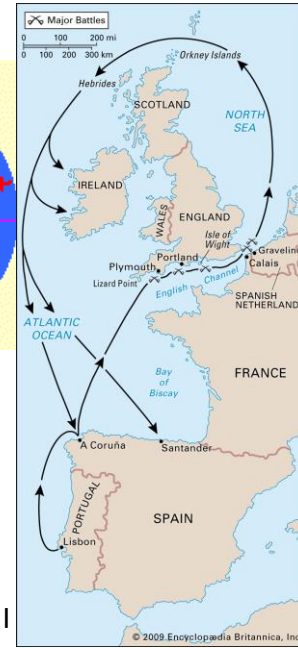 Major Battles
0 100 200 mi
0 100 200 300 km
Orkney Islands
Hebrides
SCOTLAND
NORTH
SEA
IRELAND
WALES
ENGLAND
Isle of
Wight
Portland
Plymouth
Gravelin
Calais
Lizard Point
English Channel
SPANISH
NETHERLAND
ATLANTIC
OCEAN
Bay
of
Biscay
FRANCE
A Coruña
Santander
PORTUGAL
SPAIN
Lisbon
l
© 2009 Encyclopædia Britannica, Inc